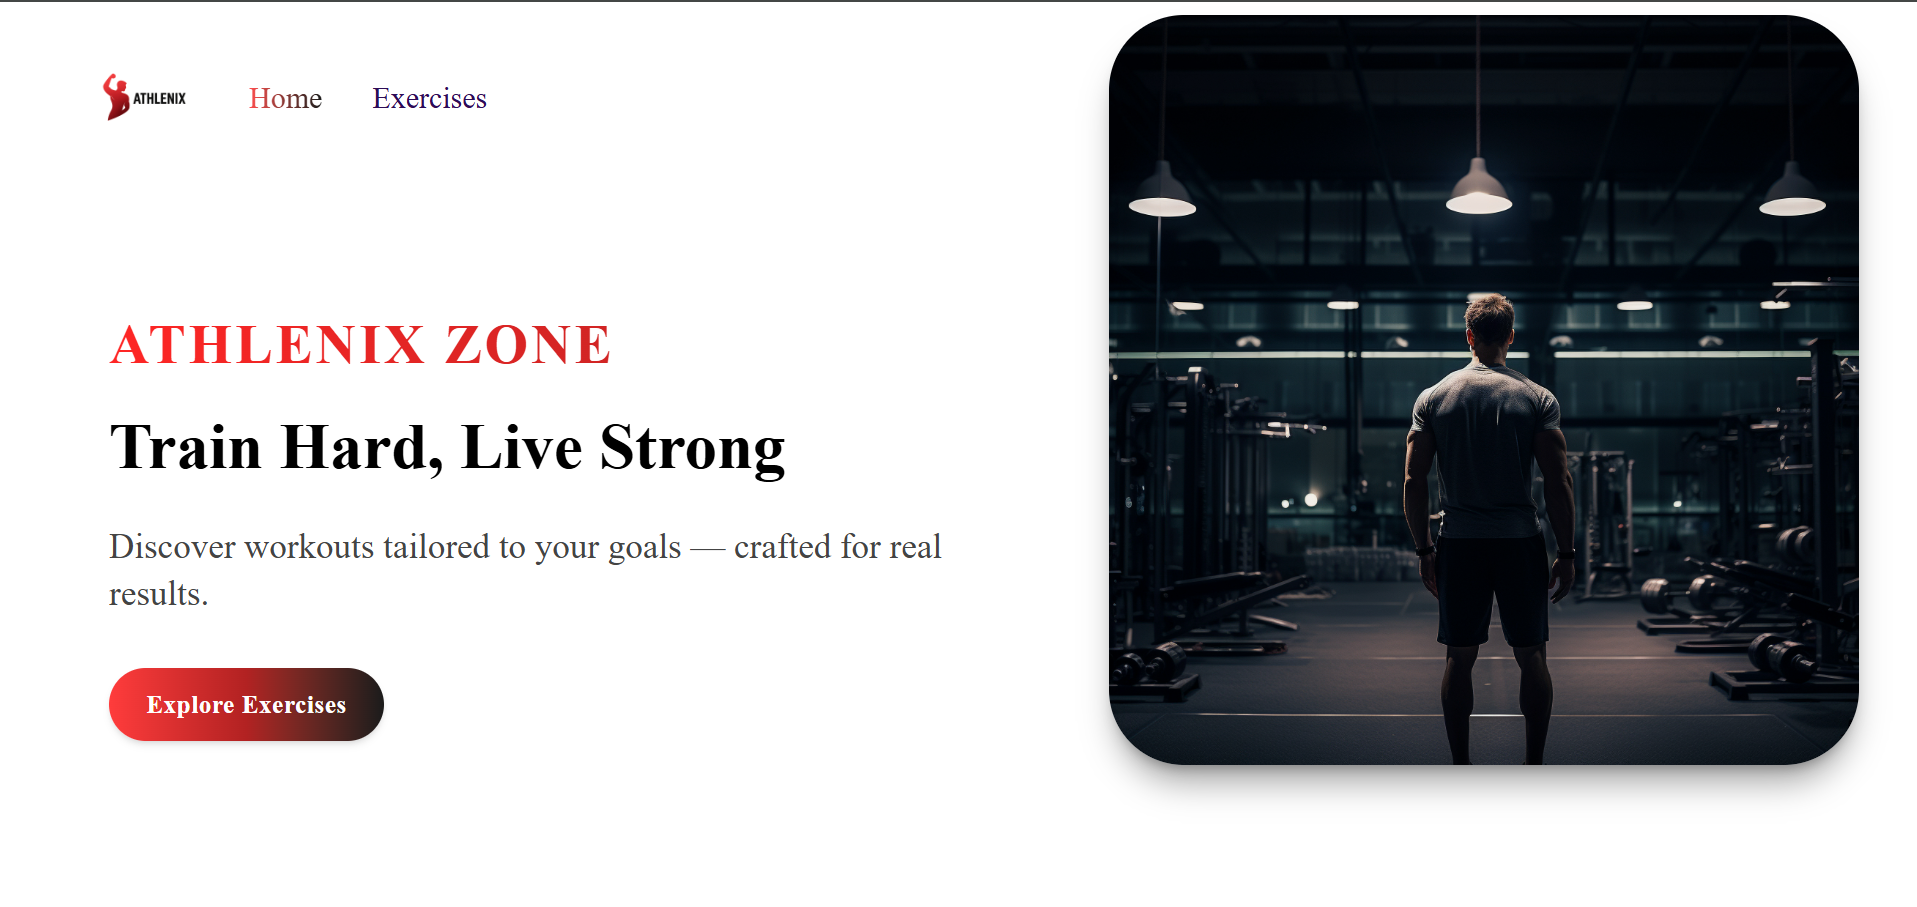 ATHLENIX
Home
Exercises
ATHLENIX ZONE
Train Hard, Live Strong
Discover workouts tailored to your goals — crafted for real
results.
Explore Exercises